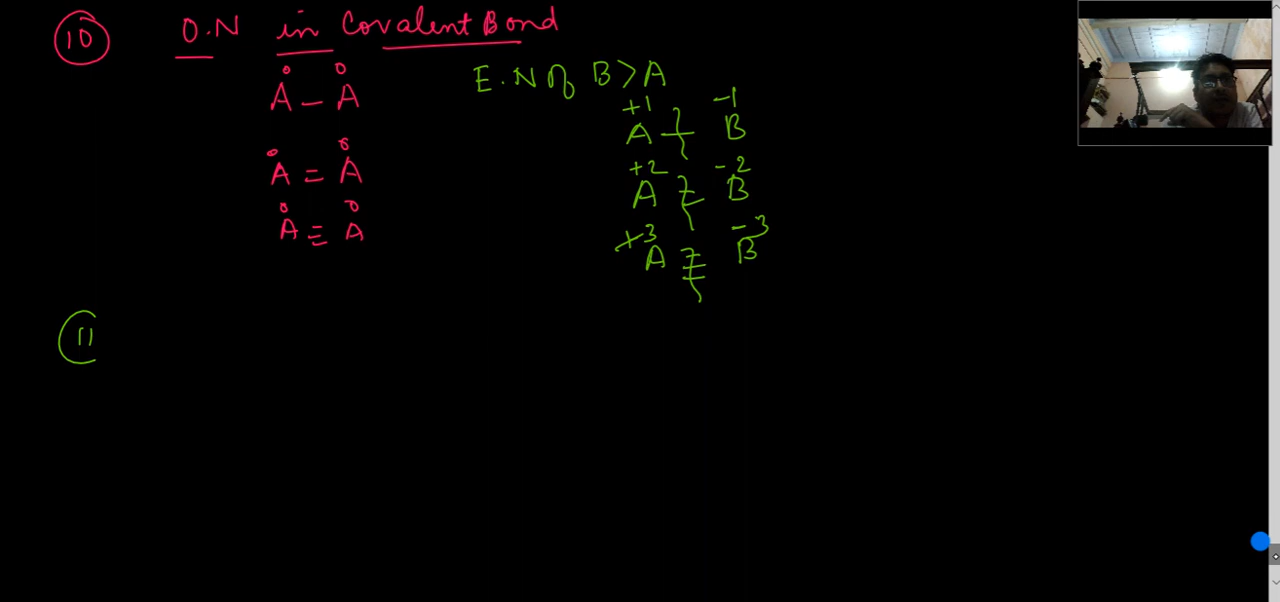 10 O.N in Covalent Bond
0 0
A – A
E.N of B > A
+1 -1
A – B
0 0
A = A
+2 -2
A = B
0 0
A ≡ A
+3 -3
A ≡ B
11